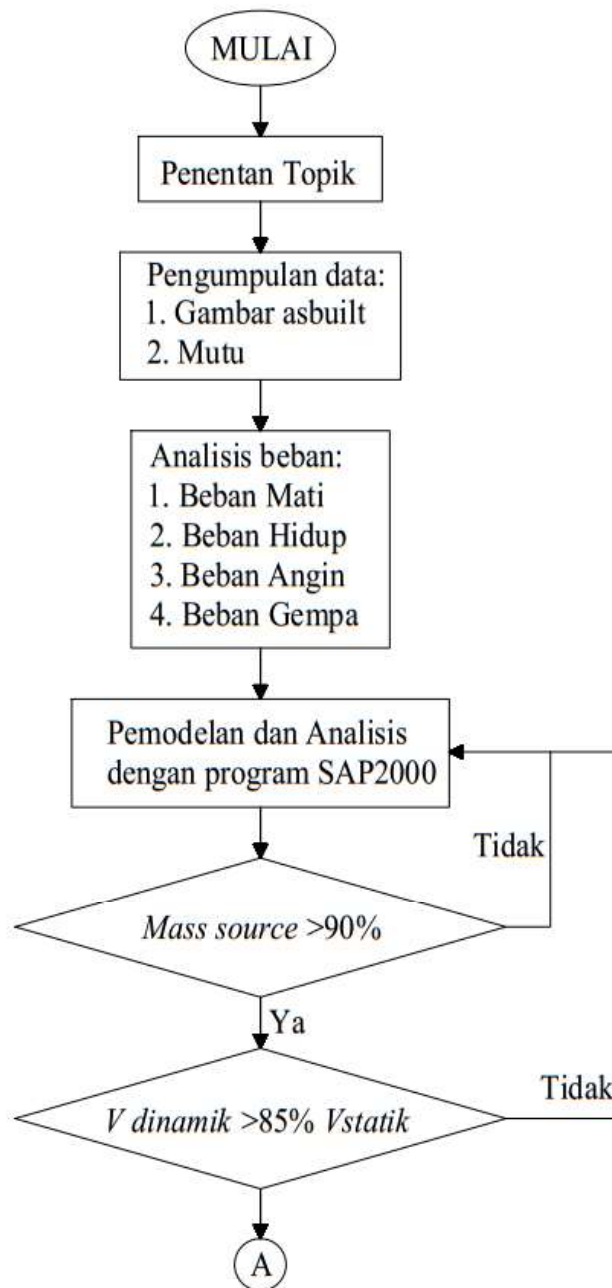 MULAI
Penentan Topik
Pengumpulan data:
1. Gambar asbuilt
2. Mutu
Analisis beban:
1. Beban Mati
2. Beban Hidup
3. Beban Angin
4. Beban Gempa
Pemodelan dan Analisis
dengan program SAP2000
Tidak
Mass source >90%
Ya
Tidak
V dinamik >85% Vstatik
A